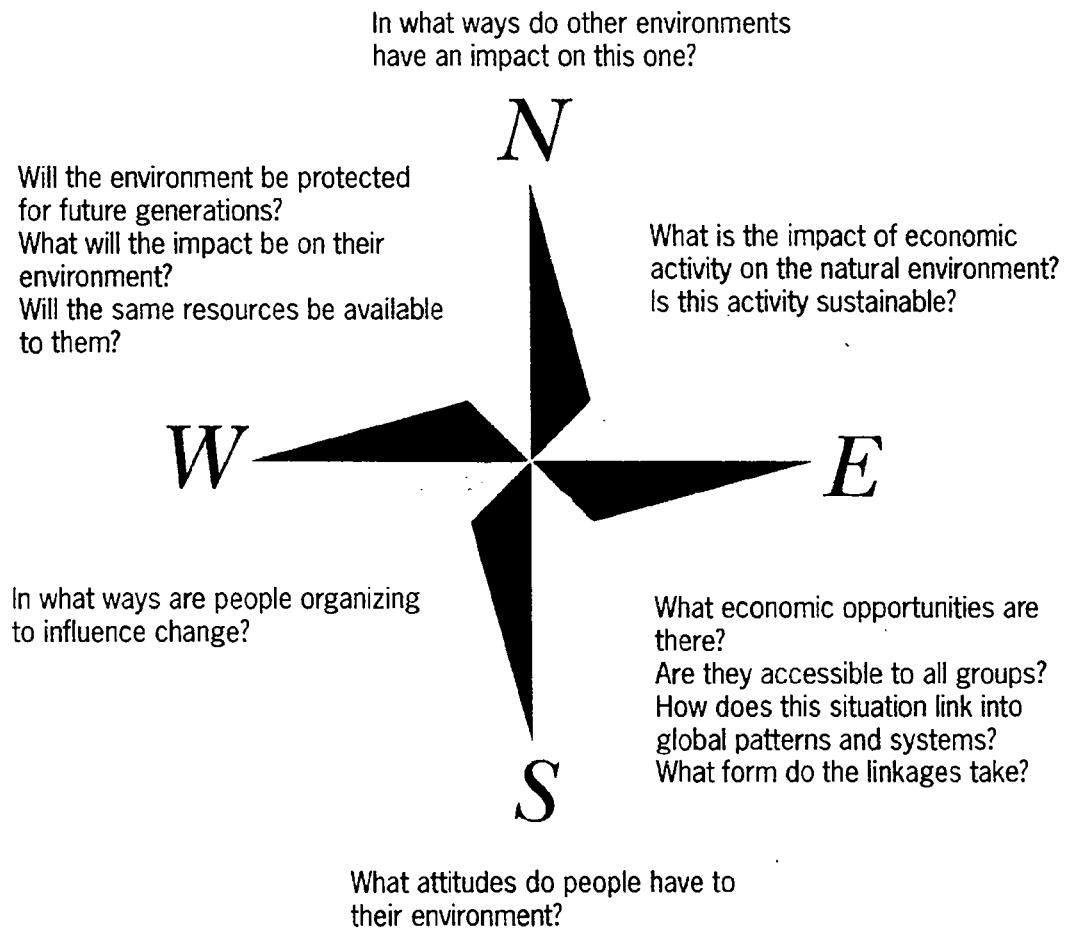 In what ways do other environments
have an impact on this one?
N
Will the environment be protected
for future generations?
What will the impact be on their
environment?
Will the same resources be available
to them?
What is the impact of economic
activity on the natural environment?
Is this activity sustainable?
W
E
In what ways are people organizing
to influence change?
What economic opportunities are
there?
Are they accessible to all groups?
How does this situation link into
global patterns and systems?
What form do the linkages take?
S
What attitudes do people have to
their environment?